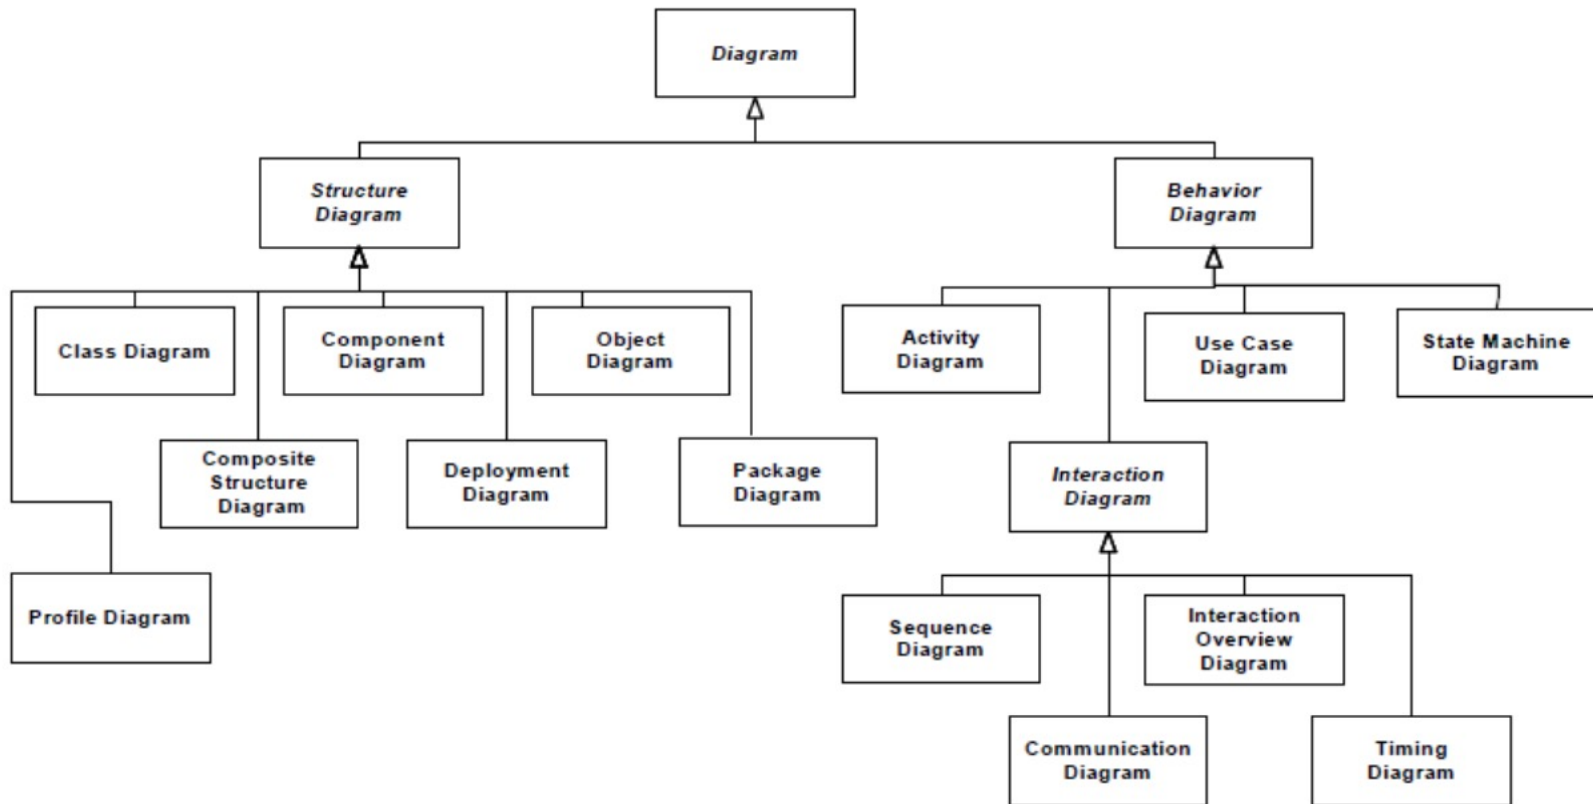 Diagram
Structure
Diagram
Behavior
Diagram
Class Diagram
Component
Diagram
Object
Diagram
Activity
Diagram
Use Case
Diagram
State Machine
Diagram
Composite
Structure
Diagram
Deployment
Diagram
Package
Diagram
Interaction
Diagram
Profile Diagram
Sequence
Diagram
Interaction
Overview
Diagram
Communication
Diagram
Timing
Diagram